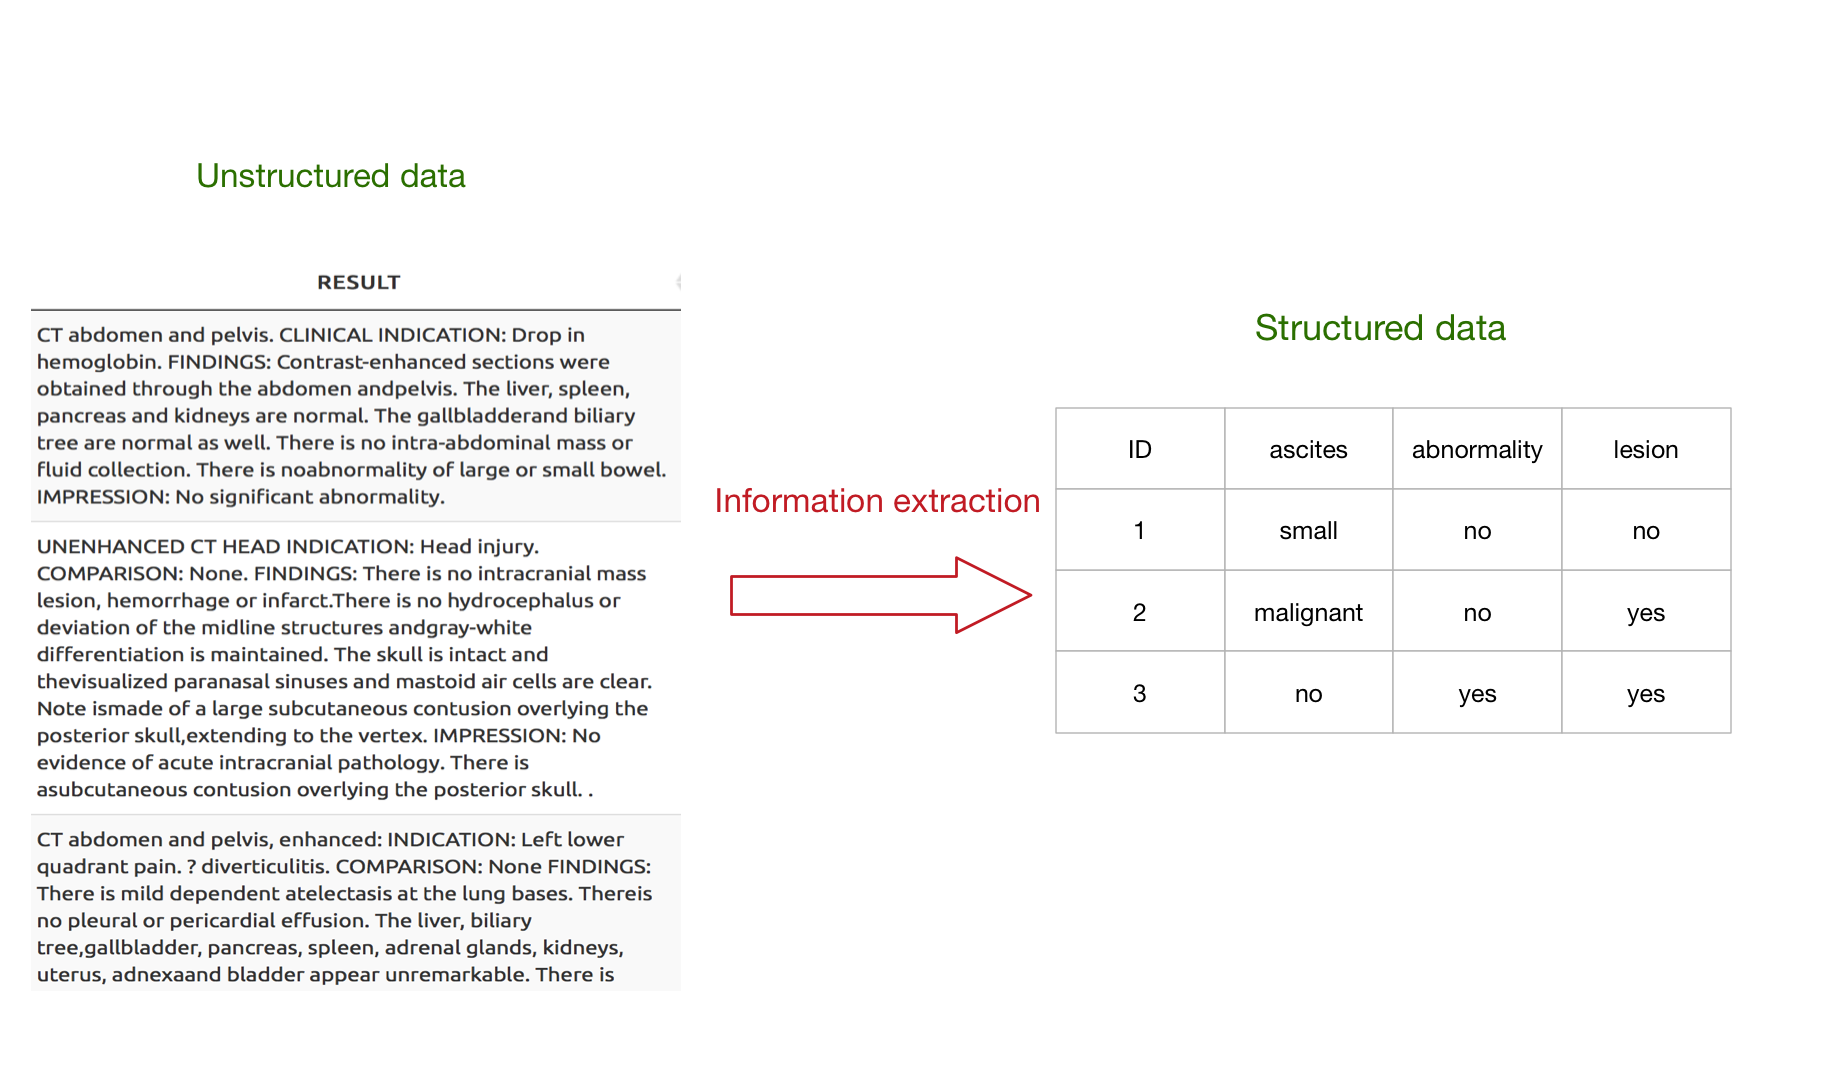 Unstructured data
RESULT
CT abdomen and pelvis. CLINICAL INDICATION: Drop in
hemoglobin. FINDINGS: Contrast-enhanced sections were
obtained through the abdomen andpelvis. The liver, spleen,
pancreas and kidneys are normal. The gallbladderand biliary
tree are normal as well. There is no intra-abdominal mass or
fluid collection. There is noabnormality of large or small bowel.
IMPRESSION: No significant abnormality.
UNENHANCED CT HEAD INDICATION: Head injury.
COMPARISON: None. FINDINGS: There is no intracranial mass
lesion, hemorrhage or infarct.There is no hydrocephalus or
deviation of the midline structures andgray-white
differentiation is maintained. The skull is intact and
thevisualized paranasal sinuses and mastoid air cells are clear.
Note ismade of a large subcutaneous contusion overlying the
posterior skull,extending to the vertex. IMPRESSION: No
evidence of acute intracranial pathology. There is
asubcutaneous contusion overlying the posterior skull. .
CT abdomen and pelvis, enhanced: INDICATION: Left lower
quadrant pain. ? diverticulitis. COMPARISON: None FINDINGS:
There is mild dependent atelectasis at the lung bases. Thereis
no pleural or pericardial effusion. The liver, biliary
tree,gallbladder, pancreas, spleen, adrenal glands, kidneys,
uterus, adnexaand bladder appear unremarkable. There is
Information extraction
Structured data
ID ascites abnormality lesion
1 small no no
2 malignant no yes
3 no yes yes